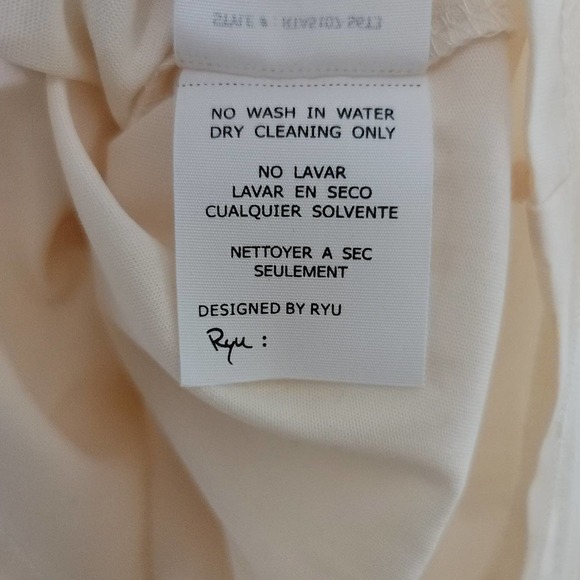 STYLE # :
NO WASH IN WATER
DRY CLEANING ONLY
NO LAVAR
LAVAR EN SECO
CUALQUIER SOLVENTE
NETTOYER A SEC
SEULEMENT
DESIGNED BY RYU
Ryu :